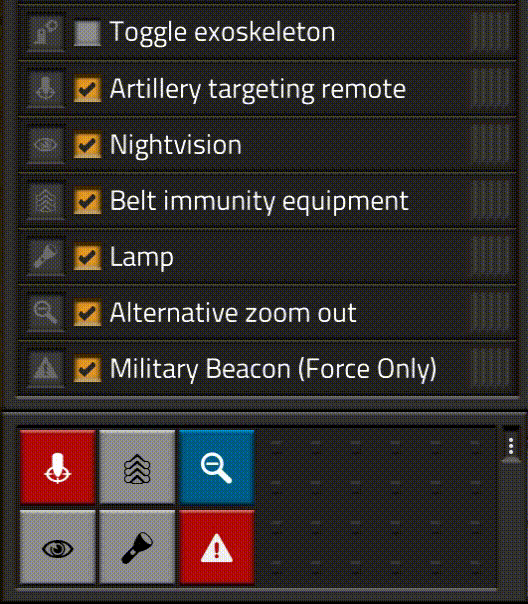 Toggle exoskeleton
Artillery targeting remote
Nightvision
Belt immunity equipment
Lamp
Alternative zoom out
Military Beacon (Force Only)